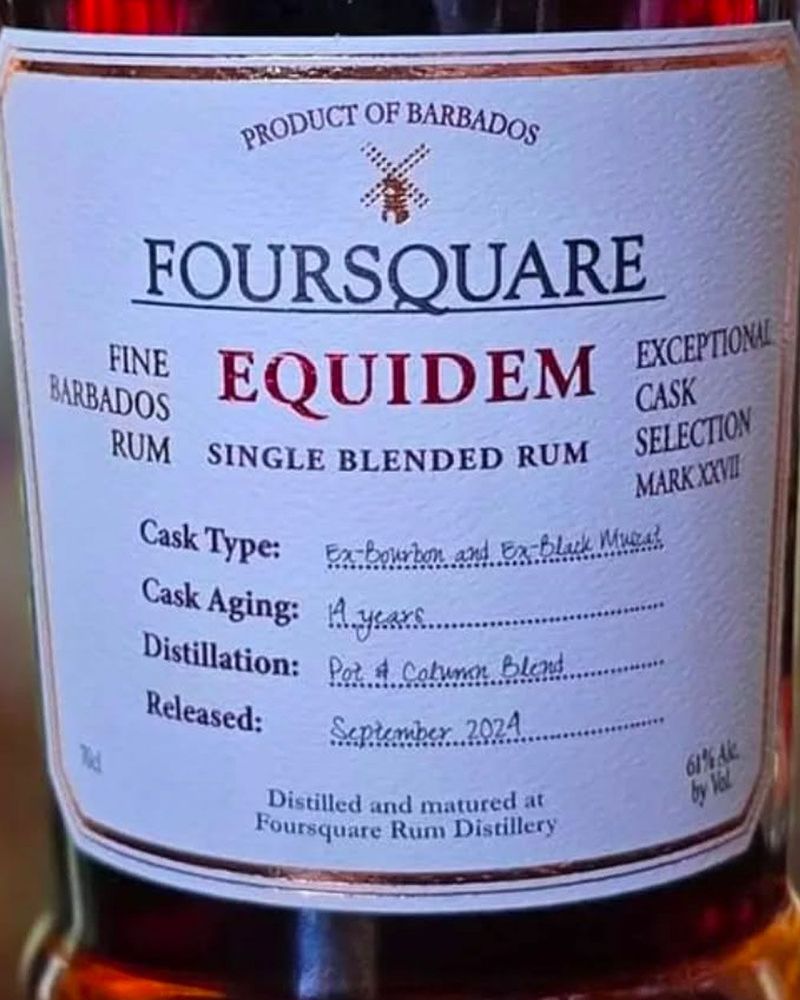 PRODUCT OF BARBADOS
FOURSQUARE
FINE
BARBADOS
RUM
EQUIDEM
SINGLE BLENDED RUM
EXCEPTIONAL
CASK
SELECTION
MARK XXVII
Cask Type: Ex-Bourbon and Ex-Black Muscat
Cask Aging: 14 years
Distillation: Pot & Column Blend
Released: September 2024
70cl
61% Alc.
by Vol.
Distilled and matured at
Foursquare Rum Distillery